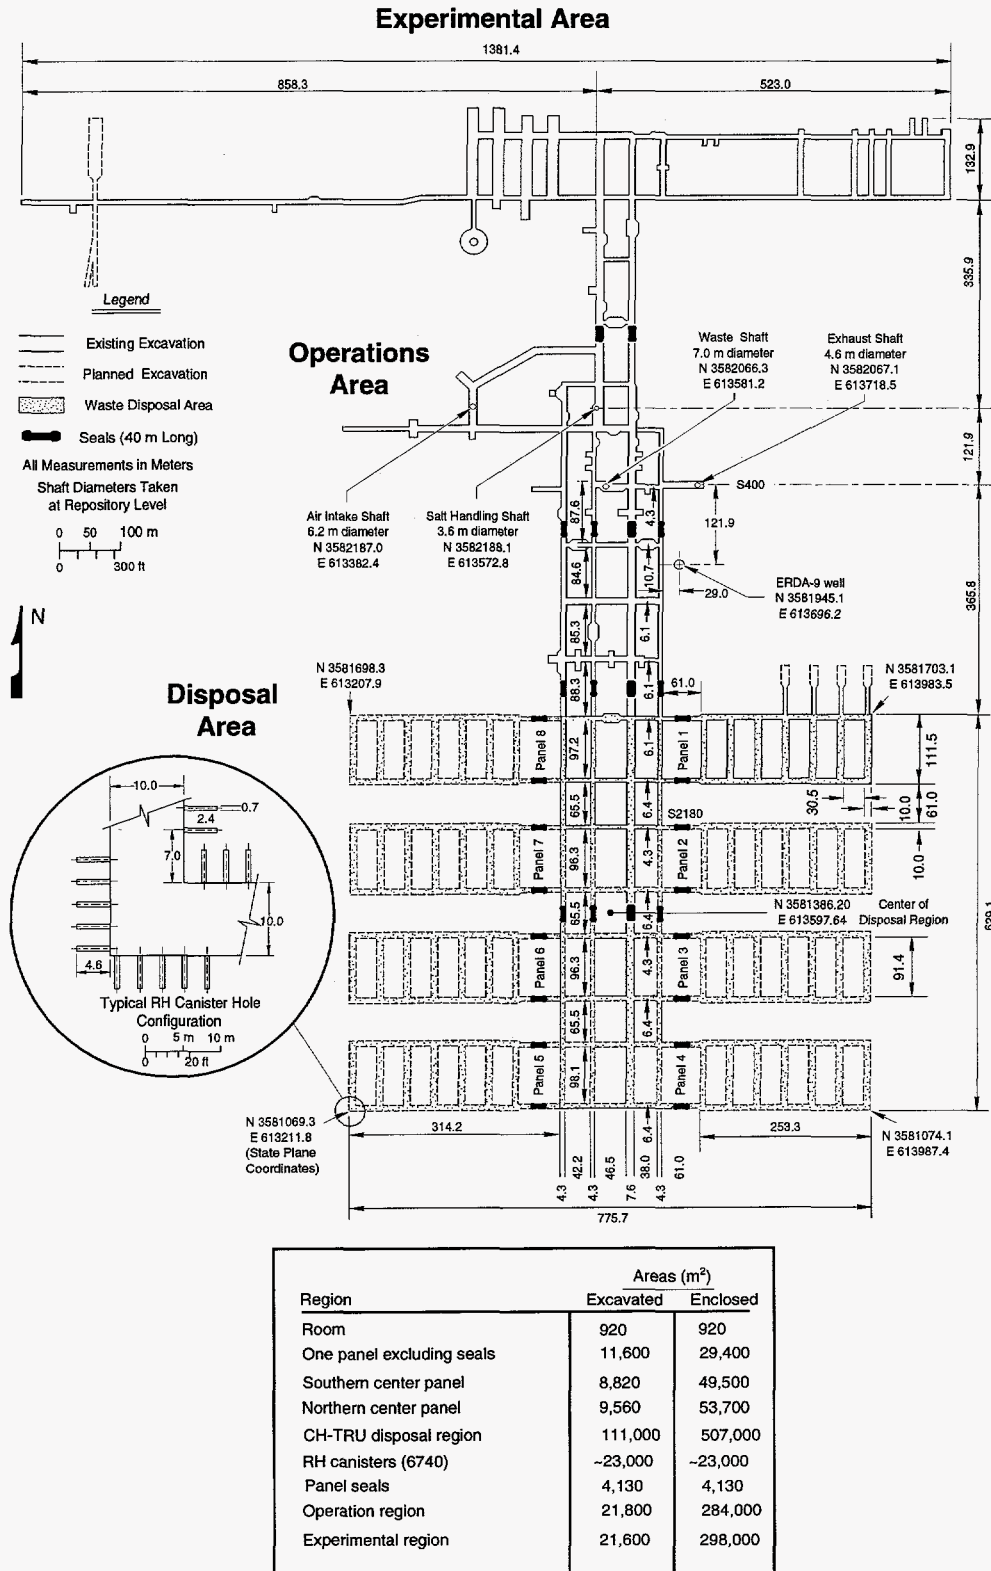 Experimental Area
1381.4
858.3
523.0
132.9
335.9
Legend
Existing Excavation
Planned Excavation
Waste Disposal Area
Seals (40 m Long)
All Measurements in Meters
Shaft Diameters Taken
at Repository Level
0 50 100 m
0 300 ft
N
Operations
Area
Waste Shaft
7.0 m diameter
N 3582066.3
E 613581.2
Exhaust Shaft
4.6 m diameter
N 3582067.1
E 613718.5
121.9
S400
Air Intake Shaft
6.2 m diameter
N 3582187.0
E 613382.4
Salt Handling Shaft
3.6 m diameter
N 3582188.1
E 613572.8
87.6
4.3
121.9
84.6
10.7
29.0
ERDA-9 well
N 3581945.1
E 613696.2
365.8
85.3
6.1
88.3
6.1
61.0
N 3581698.3
E 613207.9
N 3581703.1
E 613983.5
Disposal
Area
Panel 8
97.2
6.1
Panel 1
111.5
65.5
6.4
S2180
30.5
10.0
61.0
Panel 7
96.3
4.3
Panel 2
10.0
65.5
6.4
N 3581386.20
E 613597.64
Center of
Disposal Region
Panel 6
96.3
4.3
Panel 3
91.4
65.5
6.4
Panel 5
98.1
Panel 4
6.4
10.0
0.7
2.4
7.0
10.0
4.6
Typical RH Canister Hole
Configuration
0 5 m 10 m
0 20 ft
N 3581069.3
E 613211.8
(State Plane
Coordinates)
314.2
253.3
N 3581074.1
E 613987.4
4.3
42.2
4.3
46.5
7.6
38.0
4.3
61.0
775.7
Areas (m²)
Region Excavated Enclosed
Room 920 920
One panel excluding seals 11,600 29,400
Southern center panel 8,820 49,500
Northern center panel 9,560 53,700
CH-TRU disposal region 111,000 507,000
RH canisters (6740) ~23,000 ~23,000
Panel seals 4,130 4,130
Operation region 21,800 284,000
Experimental region 21,600 298,000